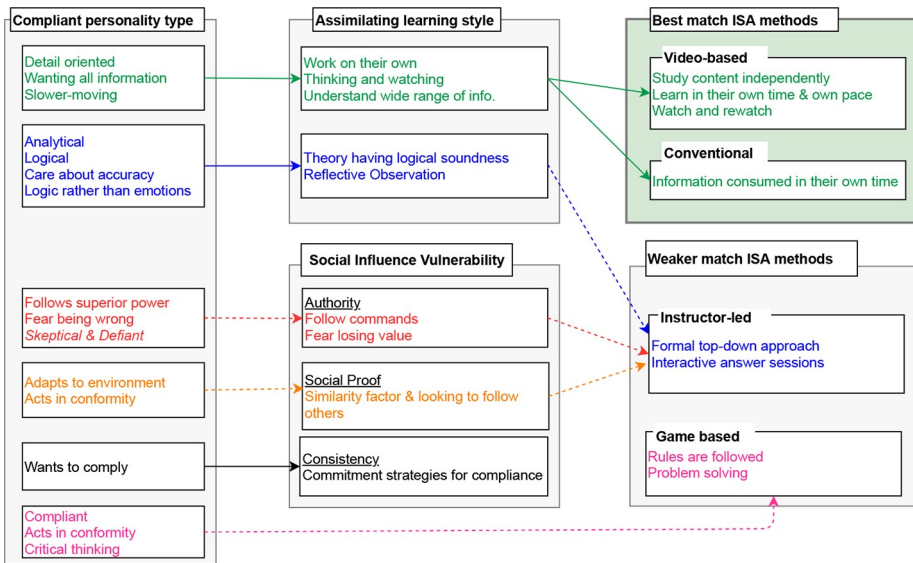 Compliant personality type
Detail oriented
Wanting all information
Slower-moving
Analytical
Logical
Care about accuracy
Logic rather than emotions
Follows superior power
Fear being wrong
Skeptical & Defiant
Adapts to environment
Acts in conformity
Wants to comply
Compliant
Acts in conformity
Critical thinking
Assimilating learning style
Work on their own
Thinking and watching
Understand wide range of info.
Theory having logical soundness
Reflective Observation
Social Influence Vulnerability
Authority
Follow commands
Fear losing value
Social Proof
Similarity factor & looking to follow
others
Consistency
Commitment strategies for compliance
Best match ISA methods
Video-based
Study content independently
Learn in their own time & own pace
Watch and rewatch
Conventional
Information consumed in their own time
Weaker match ISA methods
Instructor-led
Formal top-down approach
Interactive answer sessions
Game based
Rules are followed
Problem solving